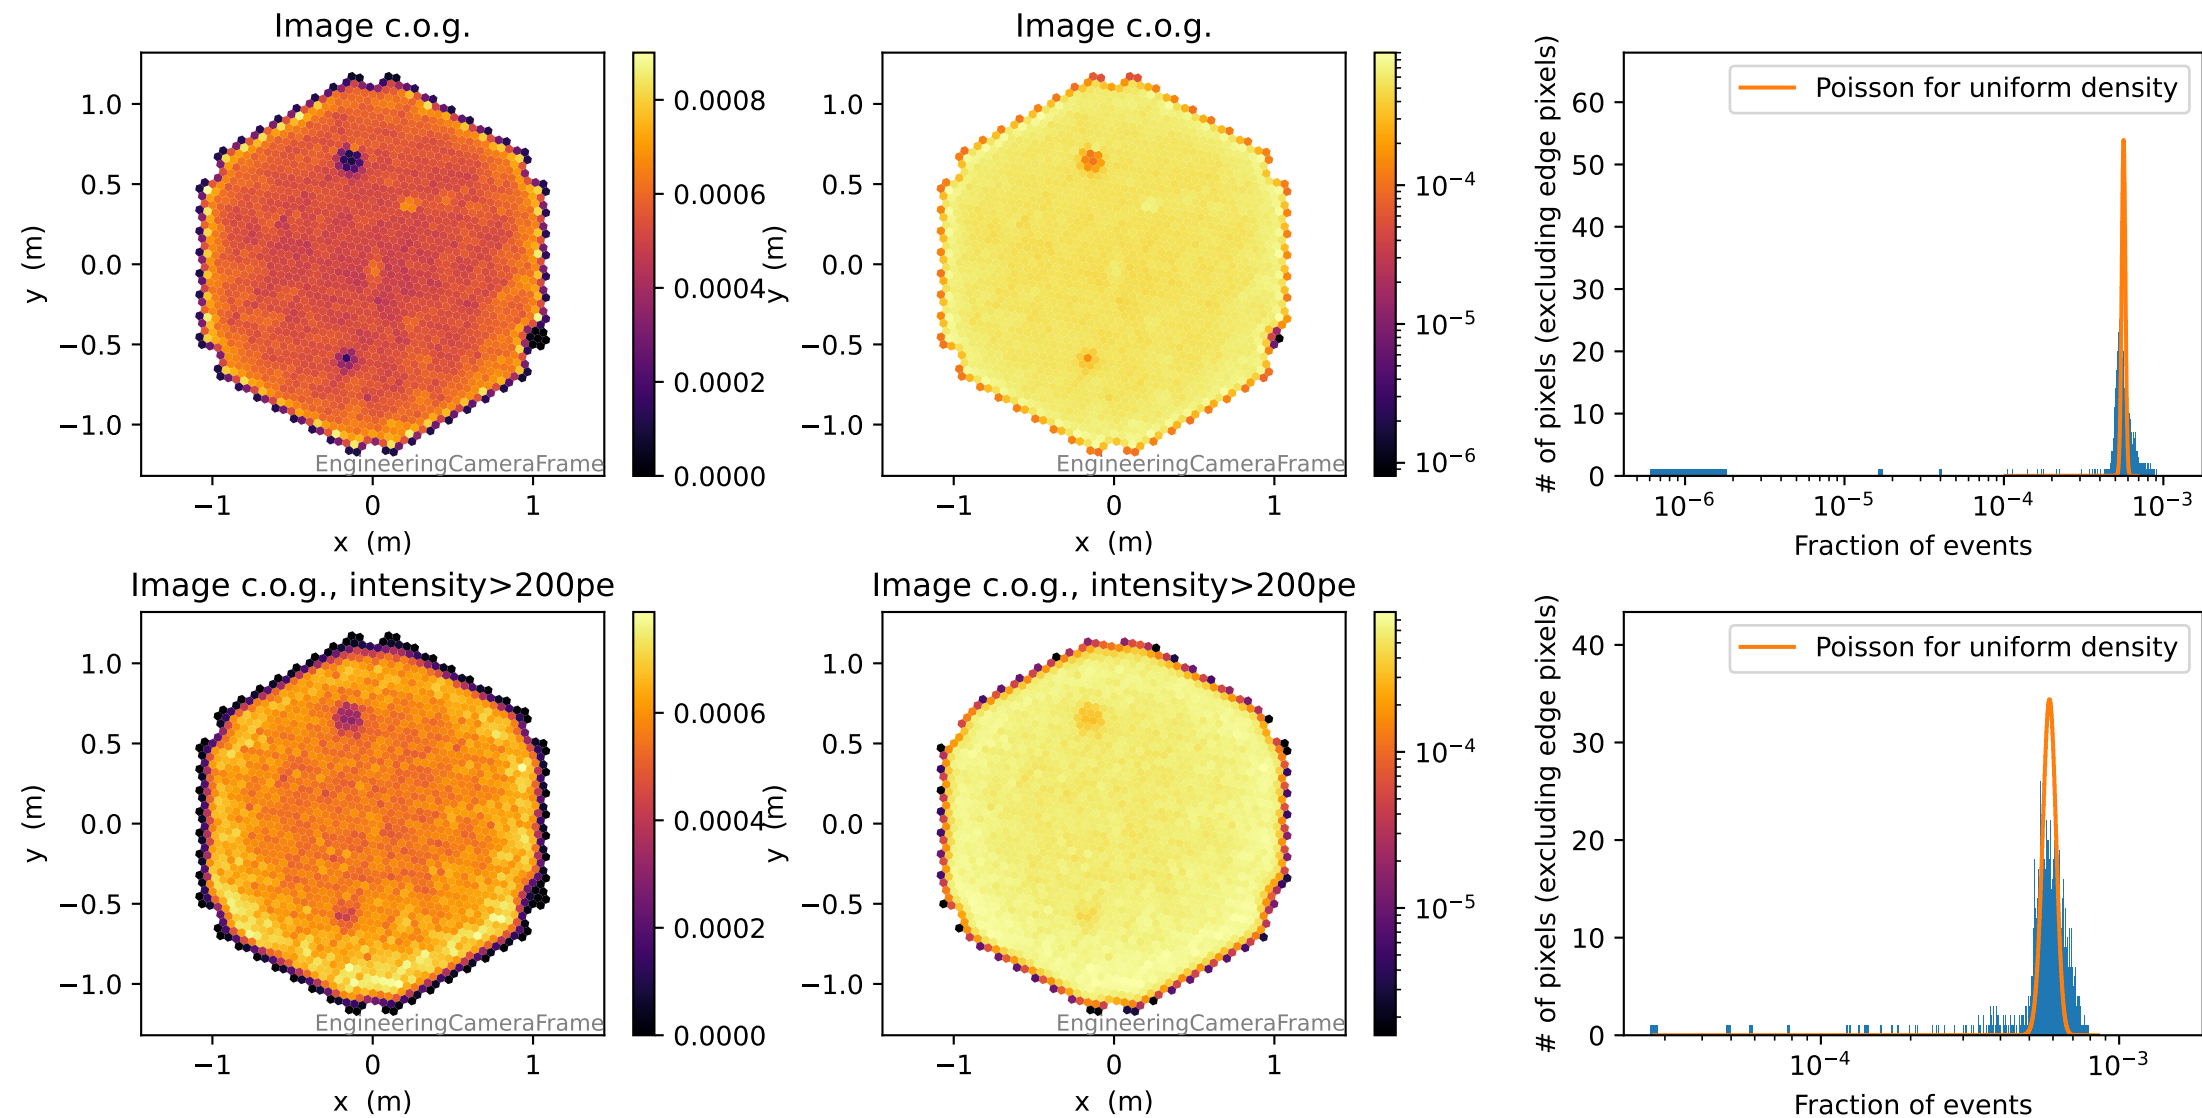 Image c.o.g.
1.0
0.5
0.0
−0.5
−1.0
y (m)
−1
0
1
x (m)
EngineeringCameraFrame
0.0008
0.0006
0.0004
0.0002
0.0000
Image c.o.g.
1.0
0.5
0.0
−0.5
−1.0
y (m)
−1
0
1
x (m)
EngineeringCameraFrame
10⁻⁴
10⁻⁵
10⁻⁶
Poisson for uniform density
60
50
40
30
20
10
0
# of pixels (excluding edge pixels)
10⁻⁶
10⁻⁵
10⁻⁴
10⁻³
Fraction of events
Image c.o.g., intensity>200pe
1.0
0.5
0.0
−0.5
−1.0
y (m)
−1
0
1
x (m)
EngineeringCameraFrame
0.0006
0.0004
0.0002
0.0000
Image c.o.g., intensity>200pe
1.0
0.5
0.0
−0.5
−1.0
y (m)
−1
0
1
x (m)
EngineeringCameraFrame
10⁻⁴
10⁻⁵
Poisson for uniform density
40
30
20
10
0
# of pixels (excluding edge pixels)
10⁻⁴
10⁻³
Fraction of events